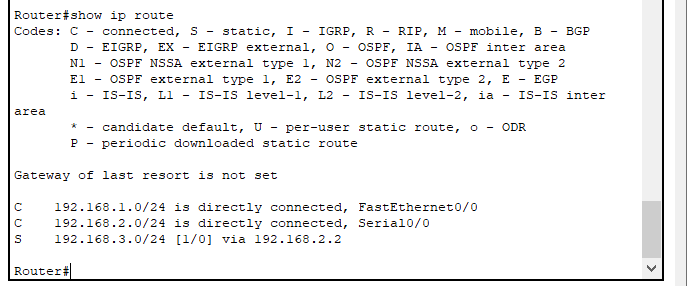 Router#show ip route
Codes: C - connected, S - static, I - IGRP, R - RIP, M - mobile, B - BGP
       D - EIGRP, EX - EIGRP external, O - OSPF, IA - OSPF inter area
       N1 - OSPF NSSA external type 1, N2 - OSPF NSSA external type 2
       E1 - OSPF external type 1, E2 - OSPF external type 2, E - EGP
       i - IS-IS, L1 - IS-IS level-1, L2 - IS-IS level-2, ia - IS-IS inter
area
       * - candidate default, U - per-user static route, o - ODR
       P - periodic downloaded static route
Gateway of last resort is not set
C    192.168.1.0/24 is directly connected, FastEthernet0/0
C    192.168.2.0/24 is directly connected, Serial0/0
S    192.168.3.0/24 [1/0] via 192.168.2.2
Router#